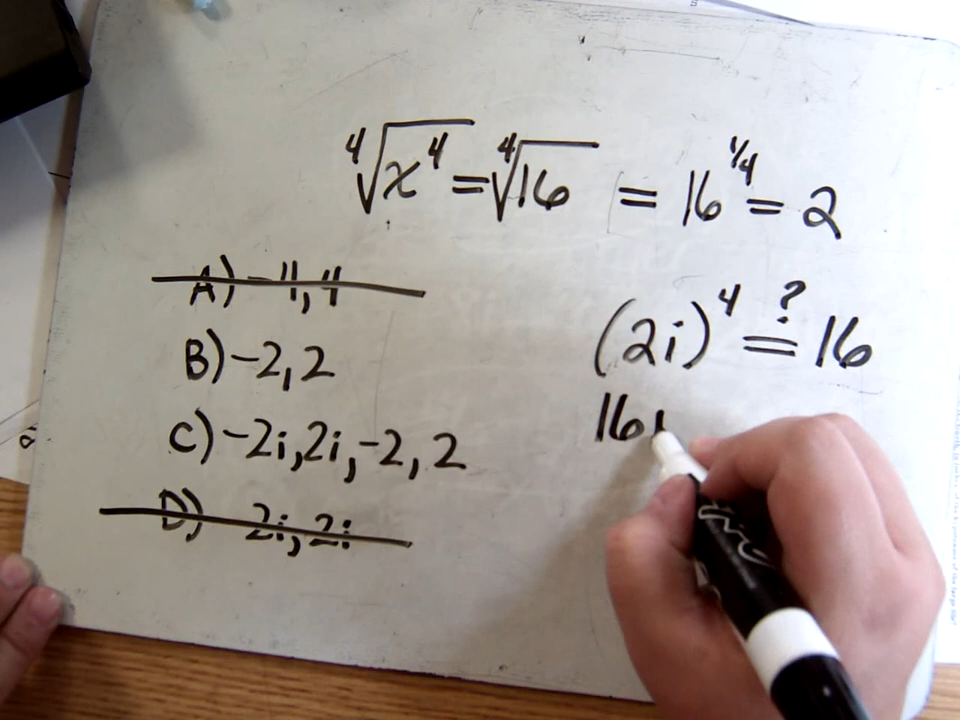 ⁴√x⁴ = ⁴√16 = 16^1/4 = 2
A) -4,4
B) -2,2
C) -2i, 2i, -2, 2
D) -2i, 2i
(2i)⁴ ≟ 16
16